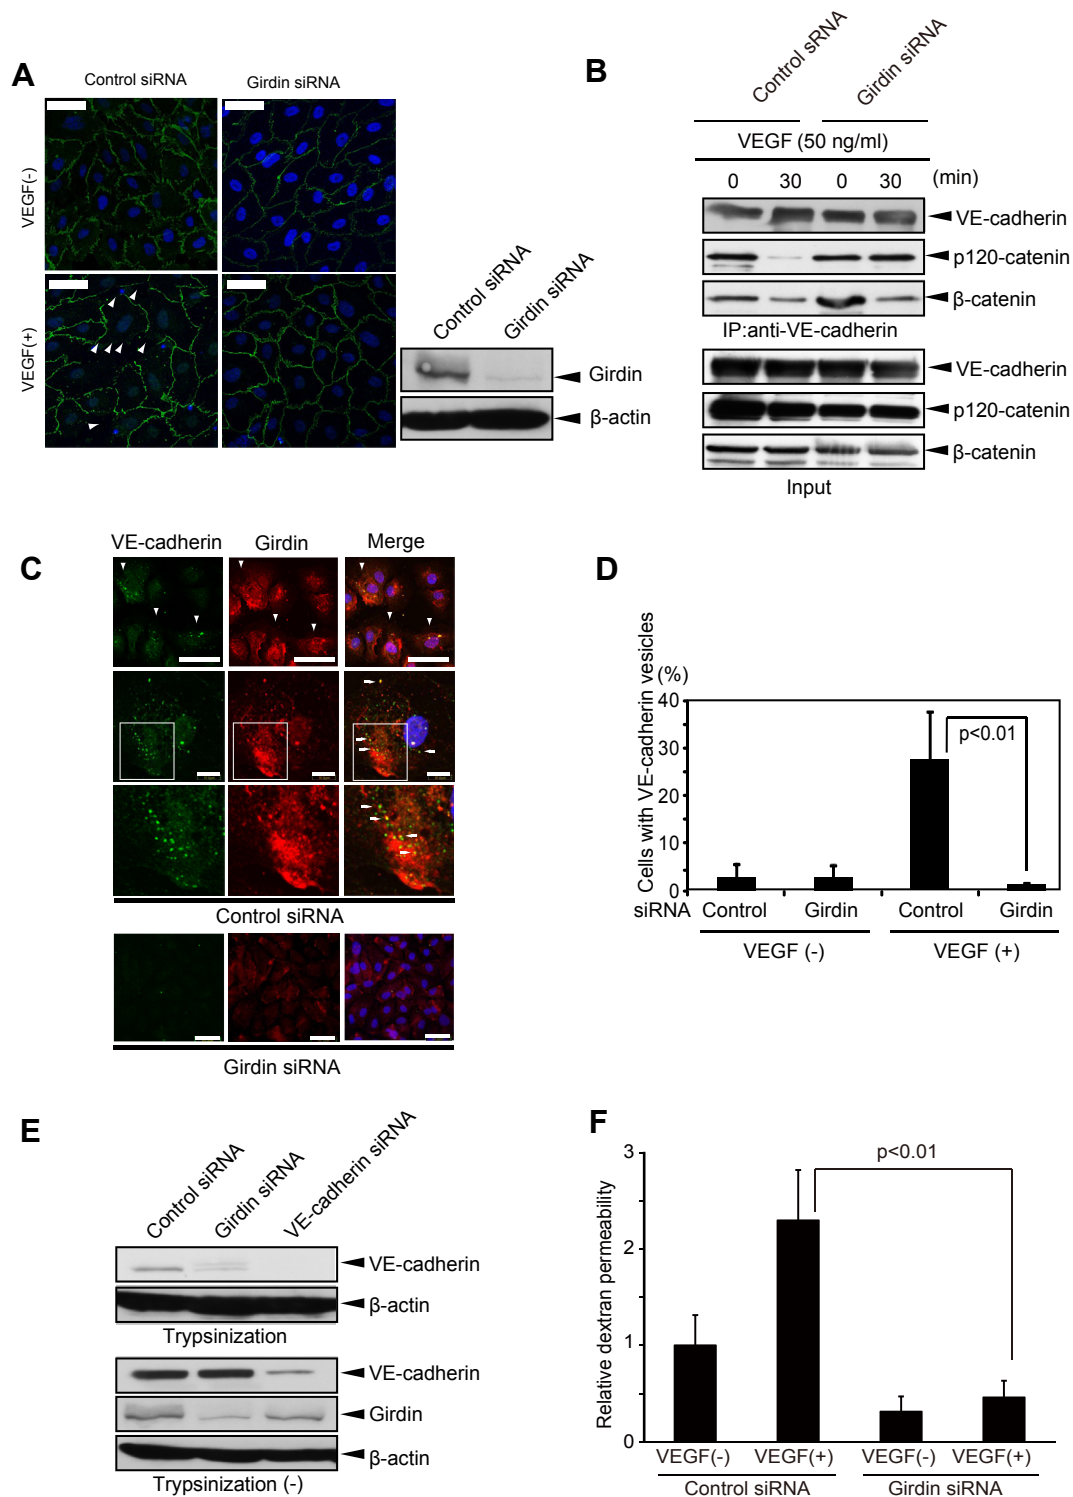 A
Control siRNA
Girdin siRNA
VEGF(-)
VEGF(+)
Control siRNA
Girdin siRNA
Girdin
β-actin
B
Control sRNA
Girdin siRNA
VEGF (50 ng/ml)
0 30 0 30 (min)
VE-cadherin
p120-catenin
β-catenin
IP:anti-VE-cadherin
VE-cadherin
p120-catenin
β-catenin
Input
C
VE-cadherin Girdin Merge
Control siRNA
Girdin siRNA
D
Cells with VE-cadherin vesicles
(%)
40
30
20
10
0
p<0.01
siRNA Control Girdin Control Girdin
VEGF (-) VEGF (+)
E
Control siRNA
Girdin siRNA
VE-cadherin siRNA
VE-cadherin
β-actin
Trypsinization
VE-cadherin
Girdin
β-actin
Trypsinization (-)
F
Relative dextran permeability
3
2
1
0
p<0.01
VEGF(-) VEGF(+) VEGF(-) VEGF(+)
Control siRNA Girdin siRNA